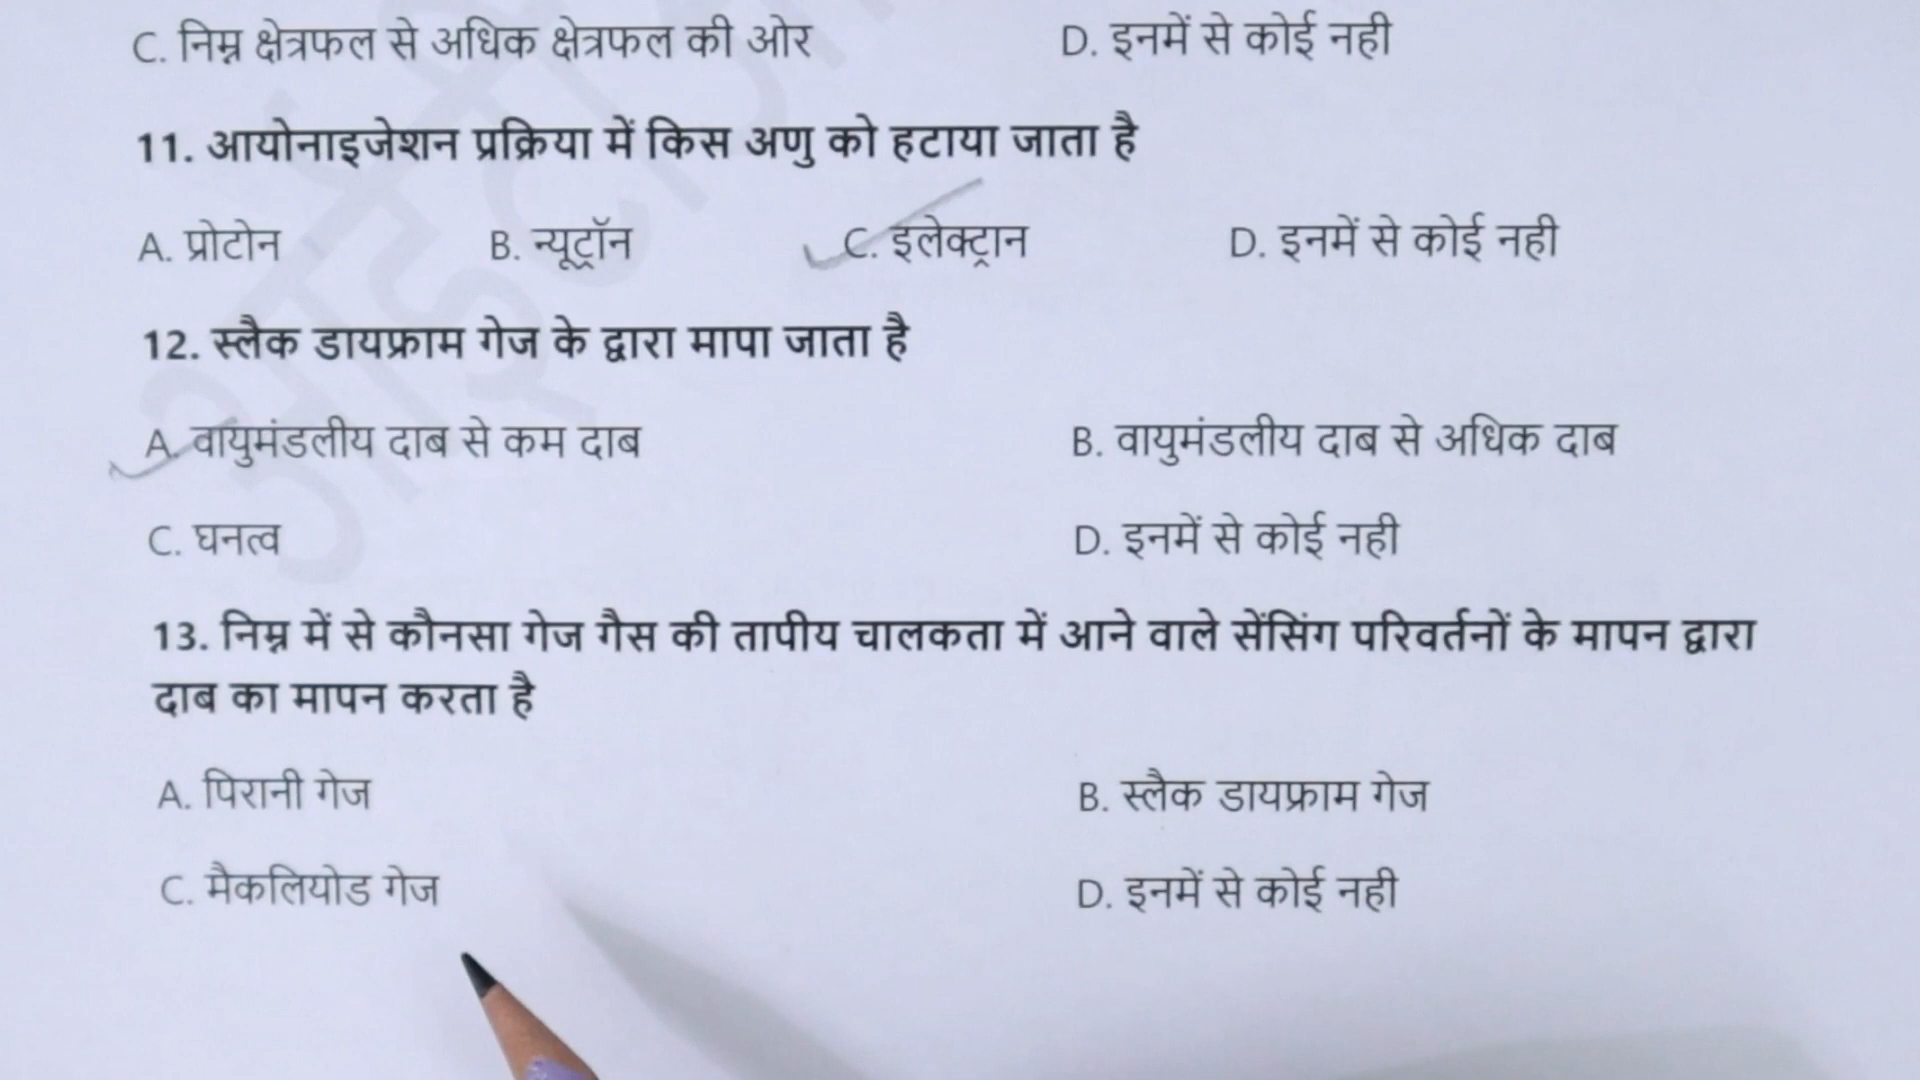 C. निम्न क्षेत्रफल से अधिक क्षेत्रफल की ओर D. इनमें से कोई नही
11. आयोनाइजेशन प्रक्रिया में किस अणु को हटाया जाता है
A. प्रोटोन B. न्यूट्रॉन C. इलेक्ट्रान D. इनमें से कोई नही
12. स्लैक डायफ्राम गेज के द्वारा मापा जाता है
A. वायुमंडलीय दाब से कम दाब B. वायुमंडलीय दाब से अधिक दाब
C. घनत्व D. इनमें से कोई नही
13. निम्न में से कौनसा गेज गैस की तापीय चालकता में आने वाले सेंसिंग परिवर्तनों के मापन द्वारा
दाब का मापन करता है
A. पिरानी गेज B. स्लैक डायफ्राम गेज
C. मैकलियोड गेज D. इनमें से कोई नही